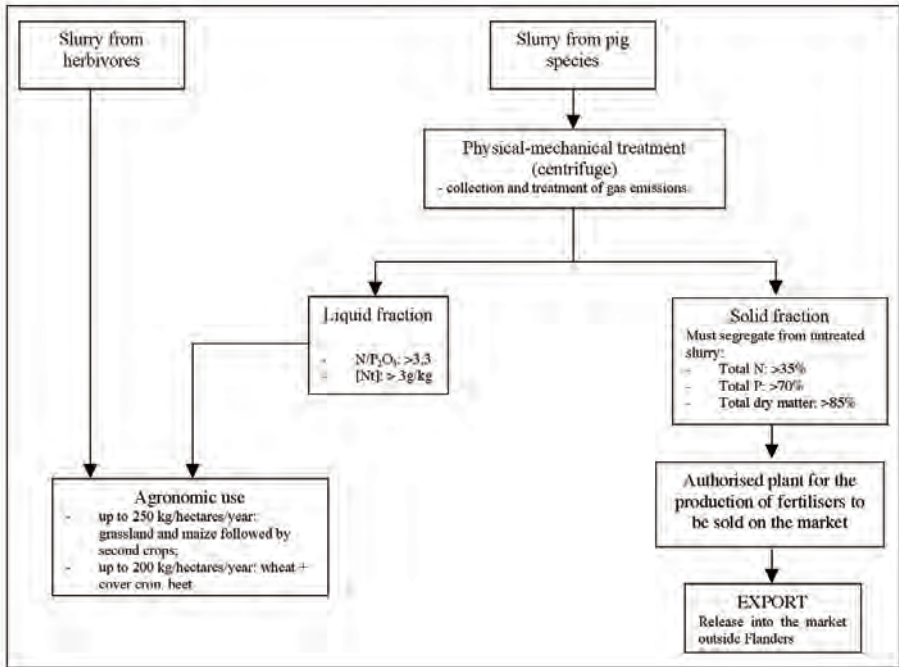 Slurry from
herbivores
Slurry from pig
species
Physical-mechanical treatment
(centrifuge)
- collection and treatment of gas emissions
Liquid fraction
- N/P₂O₅: >3,3
- [Nt]: > 3g/kg
Solid fraction
Must segregate from untreated
slurry:
- Total N: >35%
- Total P: >70%
- Total dry matter: >85%
Agronomic use
- up to 250 kg/hectares/year:
grassland and maize followed by
second crops;
- up to 200 kg/hectares/year: wheat +
cover crop, beet
Authorised plant for the
production of fertilisers to
be sold on the market
EXPORT
Release into the market
outside Flanders